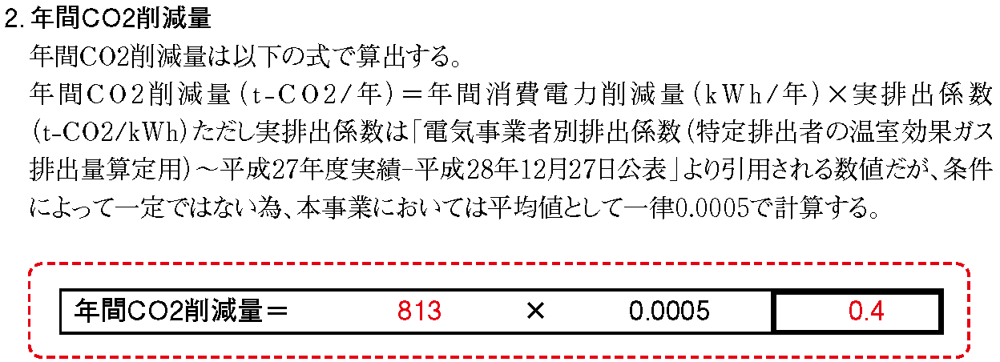 2. 年間CO2削減量
年間CO2削減量は以下の式で算出する。
年間CO2削減量(t-CO2/年)=年間消費電力削減量(kWh/年)×実排出係数
(t-CO2/kWh)ただし実排出係数は「電気事業者別排出係数(特定排出者の温室効果ガス
排出量算定用)～平成27年度実績-平成28年12月27日公表」より引用される数値だが、条件
によって一定ではない為、本事業においては平均値として一律0.0005で計算する。
年間CO2削減量＝ 813 × 0.0005 0.4